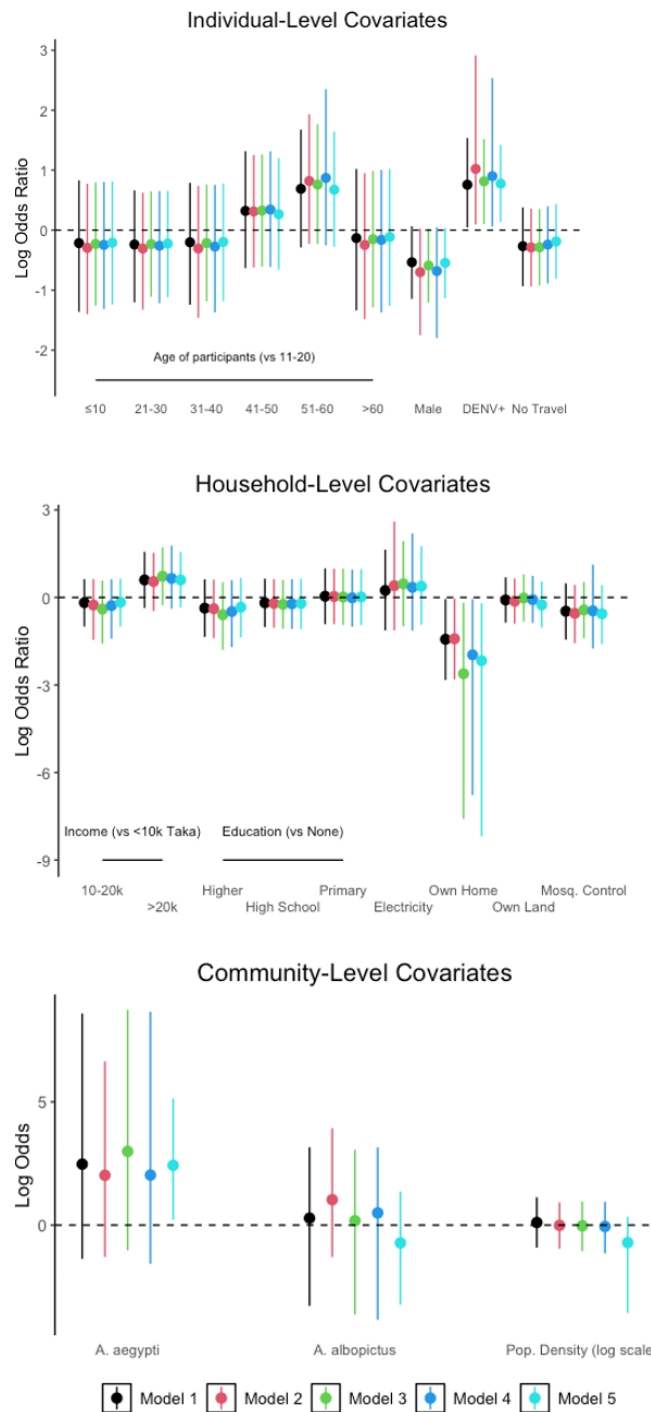 Individual-Level Covariates
3
2
1
0
-1
-2
Log Odds Ratio
Age of participants (vs 11-20)
≤10 21-30 31-40 41-50 51-60 >60 Male DENV+ No Travel
Household-Level Covariates
3
0
-3
-6
-9
Log Odds Ratio
Income (vs <10k Taka) Education (vs None)
10-20k Higher Primary Own Home Mosq. Control
>20k High School Electricity Own Land
Community-Level Covariates
5
0
Log Odds
A. aegypti A. albopictus Pop. Density (log scale
Model 1 Model 2 Model 3 Model 4 Model 5